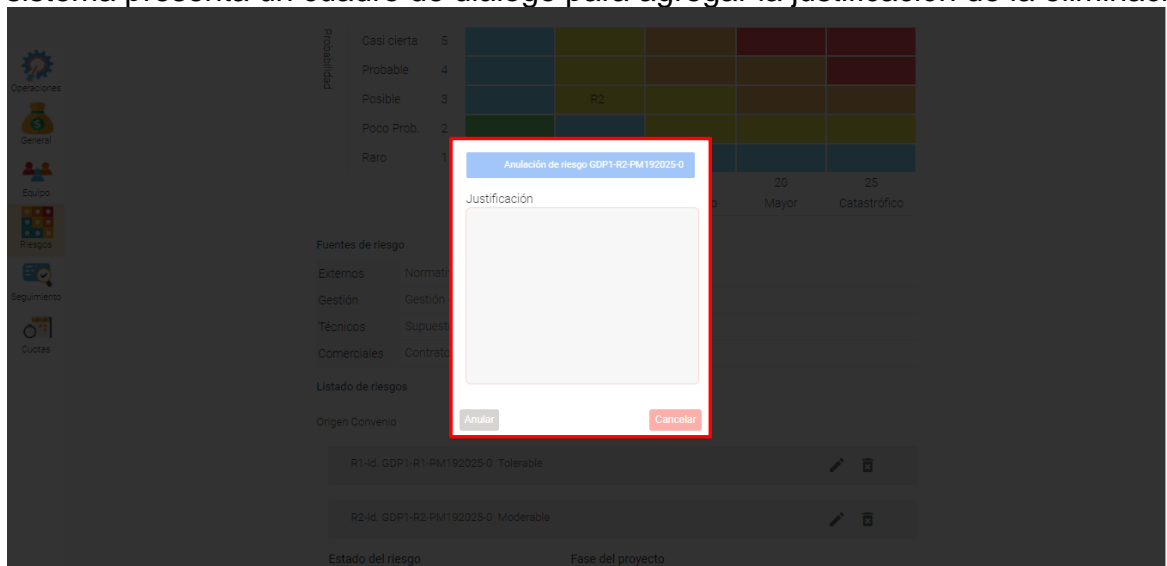 sistema presenta un cuadro de diálogo para agregar la justificación de la
Probabilidad
Casi cierta 5
Probable 4
Posible 3 R2
Poco Prob. 2
Raro 1
20 25
Mayor Catastrófico
Operaciones
General
Equipo
Riesgos
Seguimiento
Cuotas
Anulación de riesgo GDP1-R2-PM192025-0
Justificación
Anular Cancelar
Fuentes de riesgo
Externos
Gestión Gestión
Técnicos
Comerciales
Listado de riesgos
Origen Convenio
R1-Id. GDP1-R1-PM192025-0 Tolerable
R2-Id. GDP1-R2-PM192025-0 Moderable
Estado del riesgo Fase del proyecto